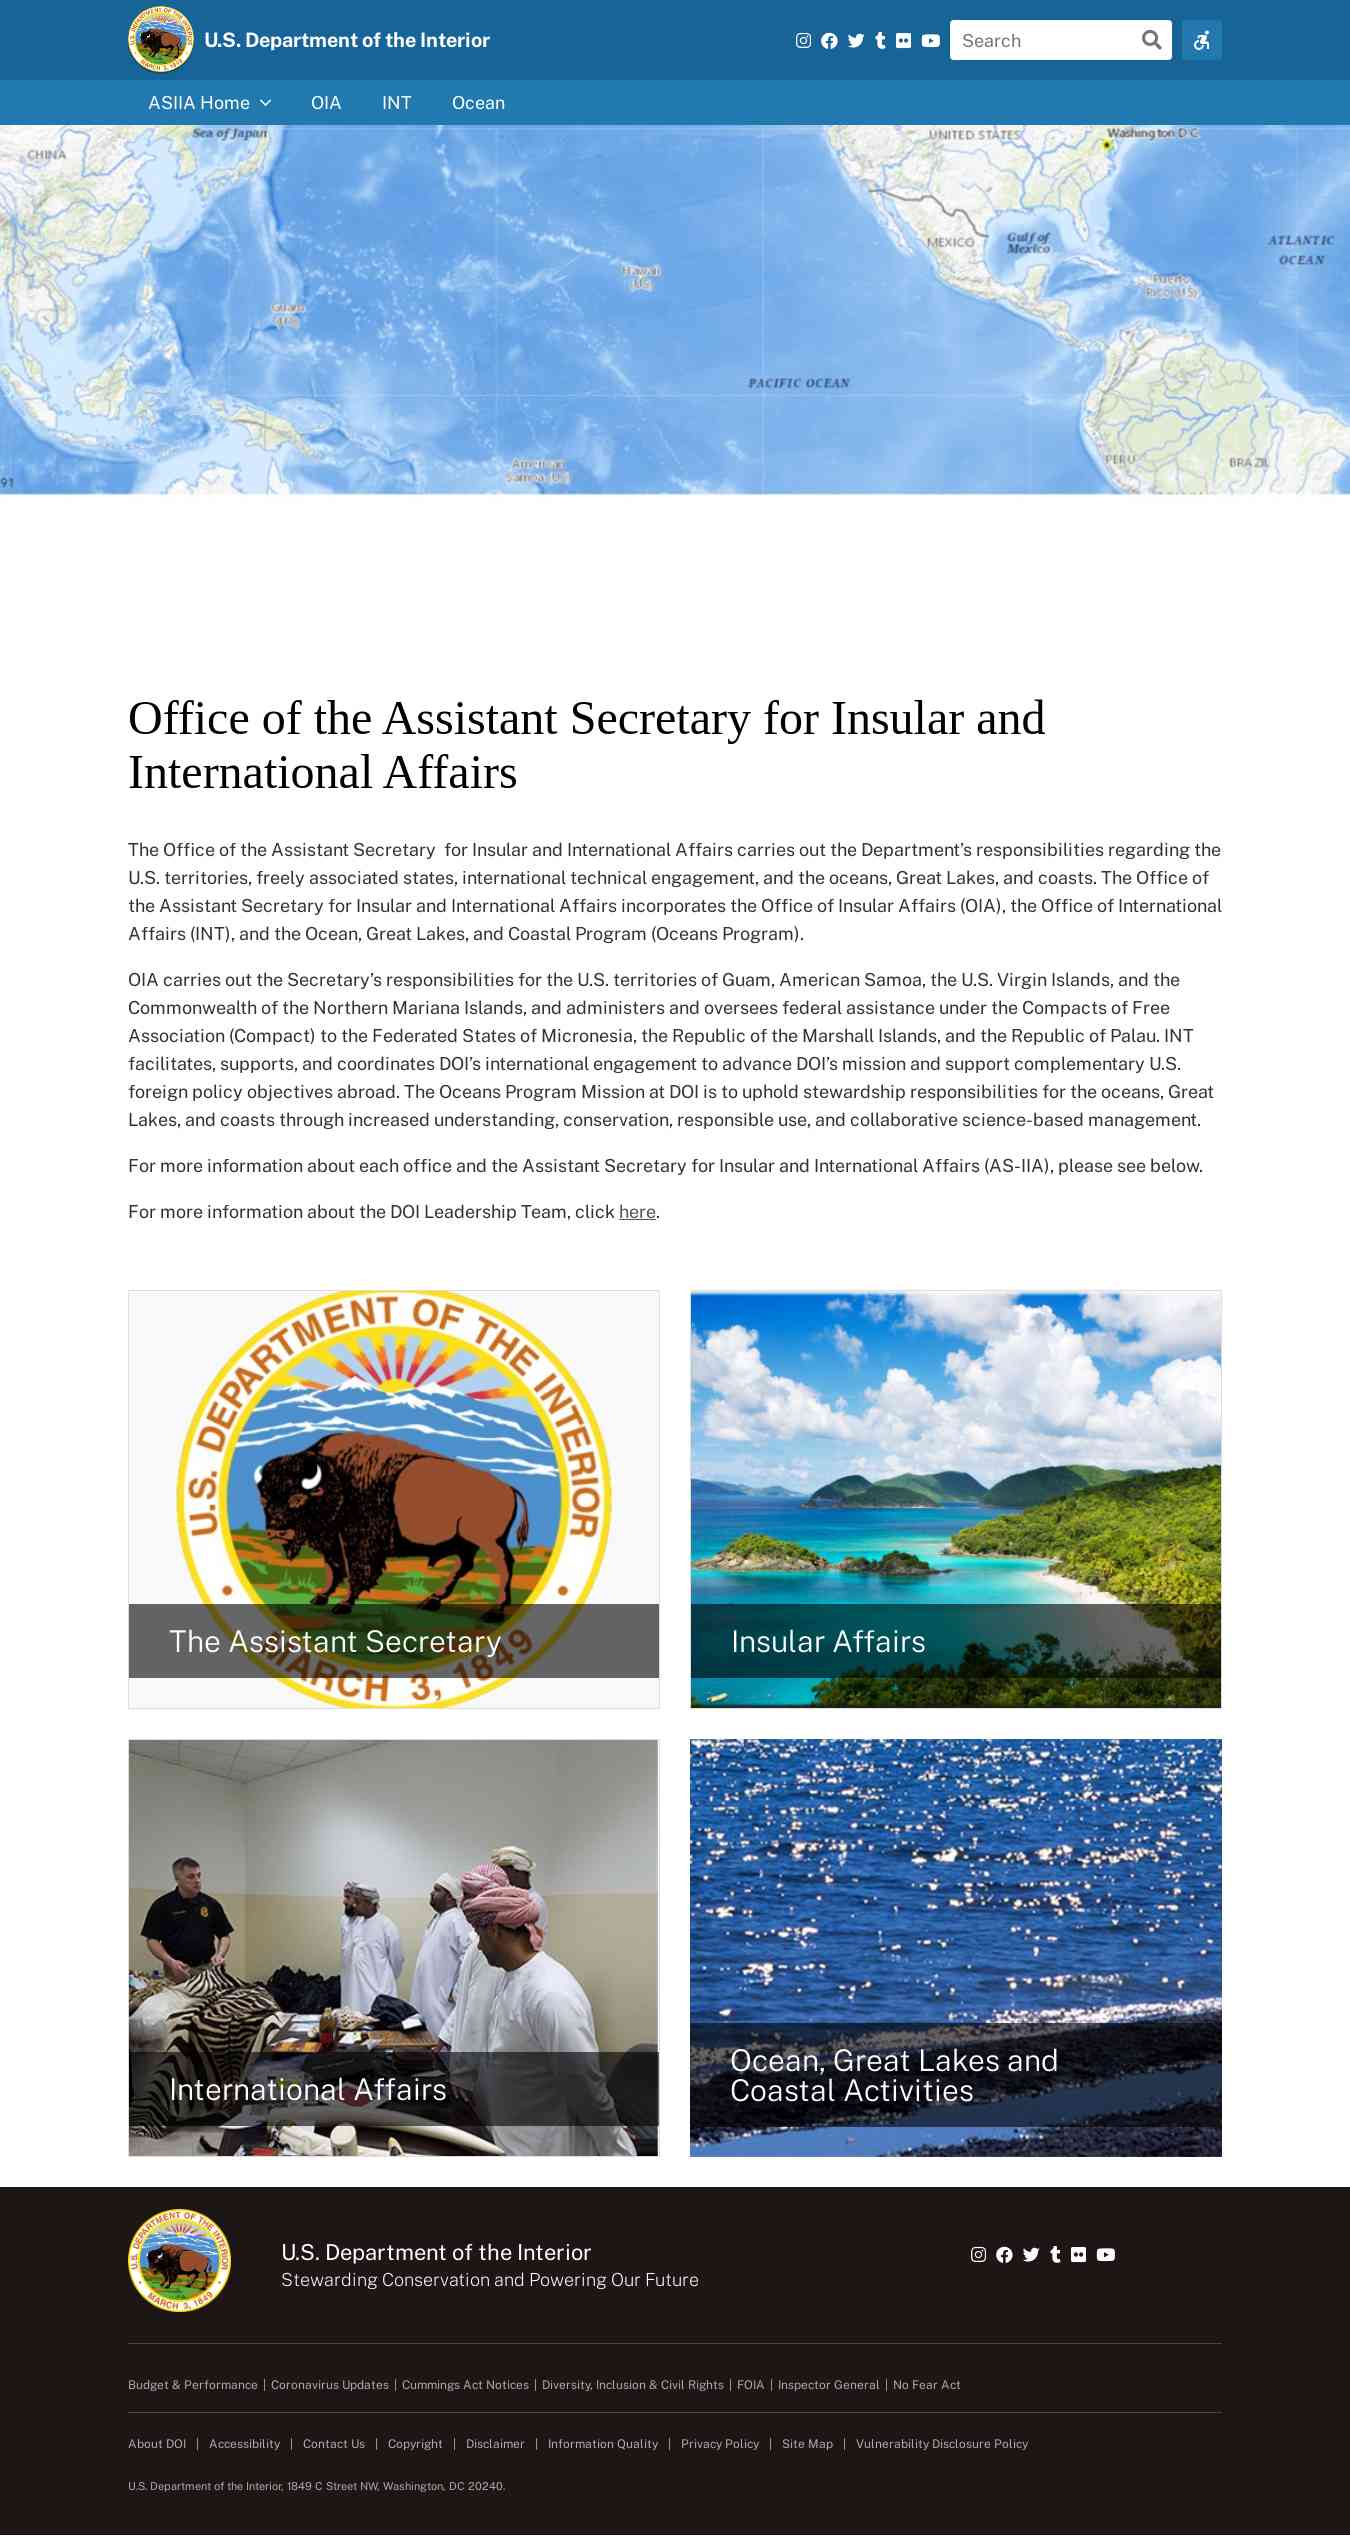 U.S. Department of the Interior
Search
ASIIA Home
OIA
INT
Ocean
Sea of Japan
CHINA
UNITED STATES
Washington D.C.
MEXICO
Gulf of
Mexico
ATLANTIC
OCEAN
Hawaii
(US)
Guam
(US)
Puerto
Rico (US)
PACIFIC OCEAN
American
Samoa (US)
PERU
BRAZIL
91
Office of the Assistant Secretary for Insular and
International Affairs
The Office of the Assistant Secretary  for Insular and International Affairs carries out the Department’s responsibilities regarding the
U.S. territories, freely associated states, international technical engagement, and the oceans, Great Lakes, and coasts. The Office of
the Assistant Secretary for Insular and International Affairs incorporates the Office of Insular Affairs (OIA), the Office of International
Affairs (INT), and the Ocean, Great Lakes, and Coastal Program (Oceans Program).
OIA carries out the Secretary’s responsibilities for the U.S. territories of Guam, American Samoa, the U.S. Virgin Islands, and the
Commonwealth of the Northern Mariana Islands, and administers and oversees federal assistance under the Compacts of Free
Association (Compact) to the Federated States of Micronesia, the Republic of the Marshall Islands, and the Republic of Palau. INT
facilitates, supports, and coordinates DOI’s international engagement to advance DOI’s mission and support complementary U.S.
foreign policy objectives abroad. The Oceans Program Mission at DOI is to uphold stewardship responsibilities for the oceans, Great
Lakes, and coasts through increased understanding, conservation, responsible use, and collaborative science-based management.
For more information about each office and the Assistant Secretary for Insular and International Affairs (AS-IIA), please see below.
For more information about the DOI Leadership Team, click here.
U.S. DEPARTMENT OF THE INTERIOR
MARCH 3, 1849
The Assistant Secretary
Insular Affairs
International Affairs
Ocean, Great Lakes and
Coastal Activities
U.S. DEPARTMENT OF THE INTERIOR
MARCH 3, 1849
U.S. Department of the Interior
Stewarding Conservation and Powering Our Future
Budget & Performance | Coronavirus Updates | Cummings Act Notices | Diversity, Inclusion & Civil Rights | FOIA | Inspector General | No Fear Act
About DOI | Accessibility | Contact Us | Copyright | Disclaimer | Information Quality | Privacy Policy | Site Map | Vulnerability Disclosure Policy
U.S. Department of the Interior, 1849 C Street NW, Washington, DC 20240.